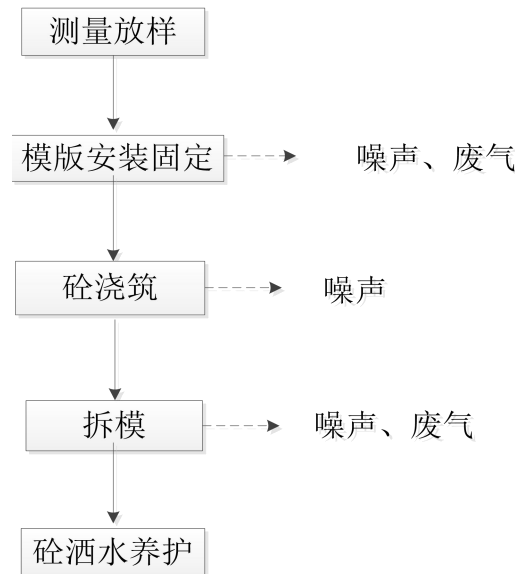 测量放样
模版安装固定
噪声、废气
砼浇筑
噪声
拆模
噪声、废气
砼洒水养护